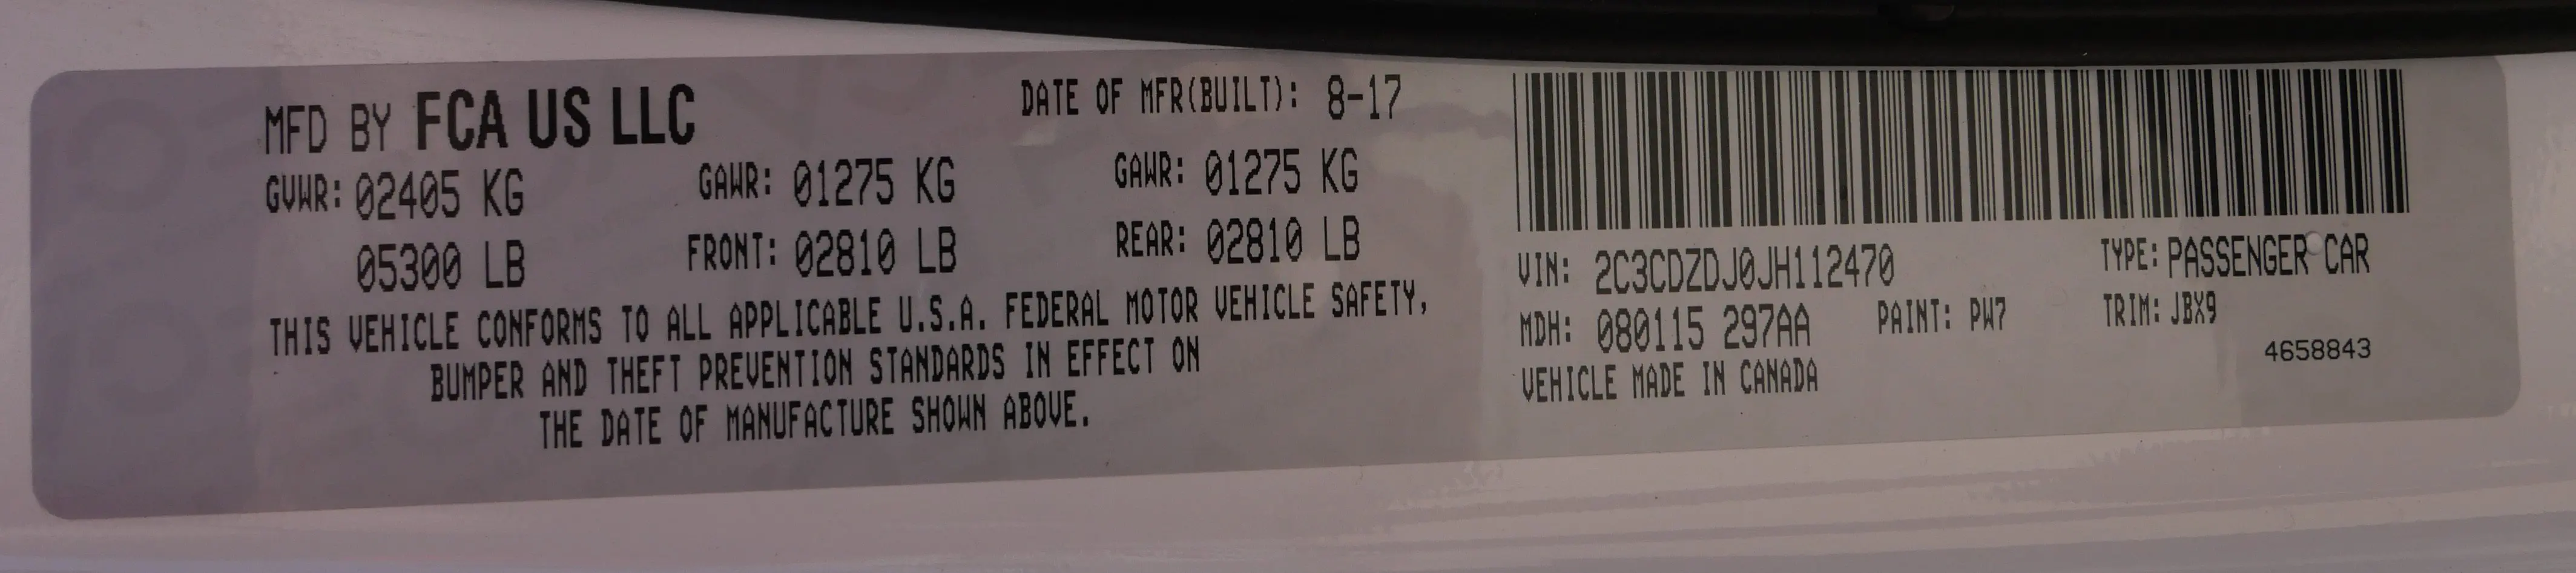 MFD BY FCA US LLC
DATE OF MFR(BUILT): 8-17
GVWR: 02405 KG
GAWR: 01275 KG
GAWR: 01275 KG
05300 LB
FRONT: 02810 LB
REAR: 02810 LB
THIS VEHICLE CONFORMS TO ALL APPLICABLE U.S.A. FEDERAL MOTOR VEHICLE SAFETY,
BUMPER AND THEFT PREVENTION STANDARDS IN EFFECT ON
THE DATE OF MANUFACTURE SHOWN ABOVE.
VIN: 2C3CDZDJ0JH112470
TYPE: PASSENGER CAR
MDH: 080115 297AA
PAINT: PW7
TRIM: JBX9
VEHICLE MADE IN CANADA
4658843